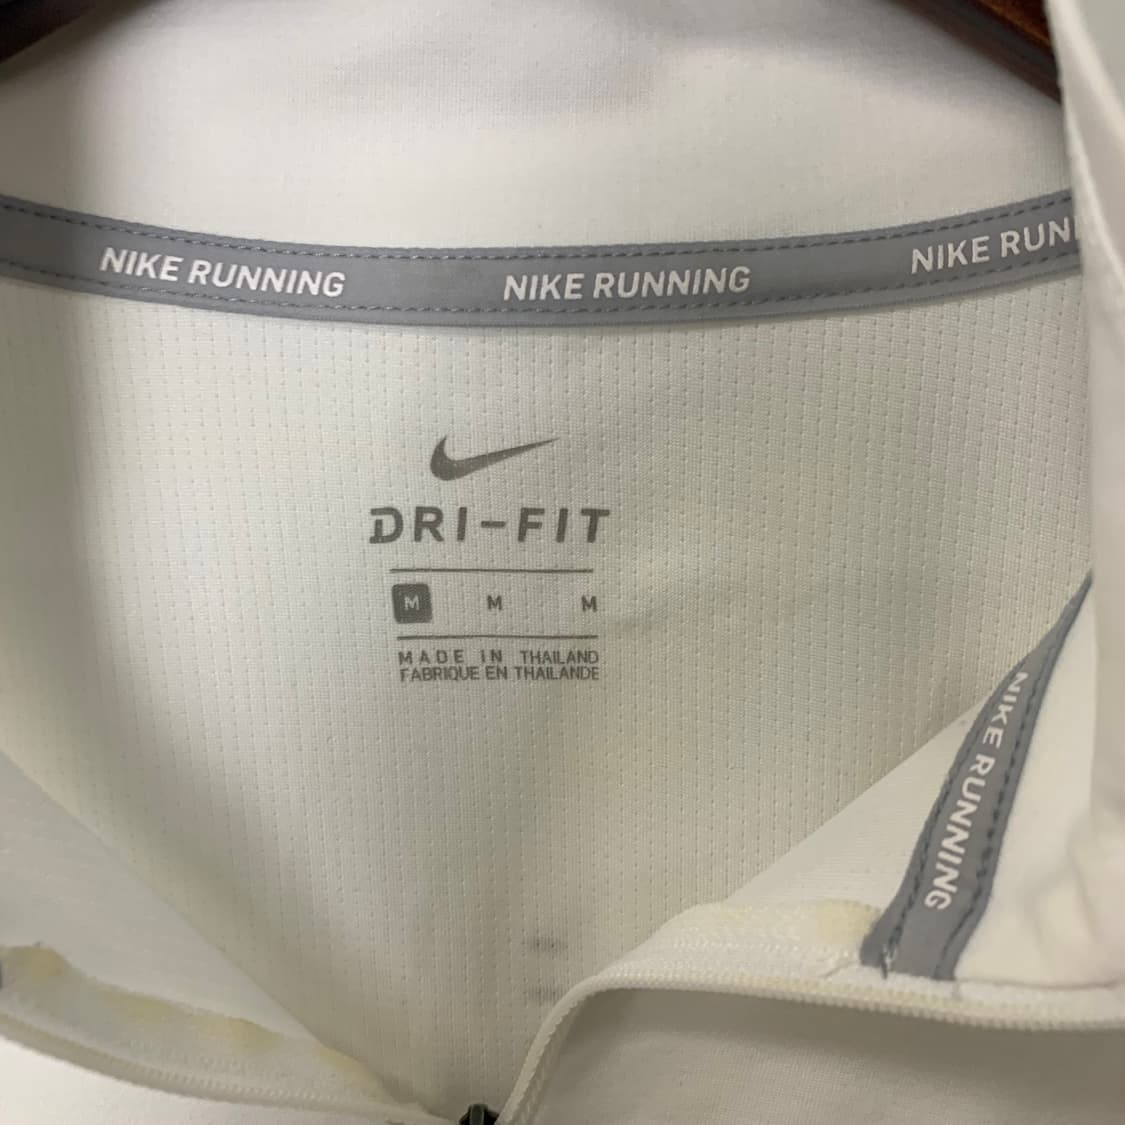 NIKE RUNNING NIKE RUNNING NIKE RUN
DRI-FIT
M M M
MADE IN THAILAND
FABRIQUE EN THAILANDE
NIKE RUNNING